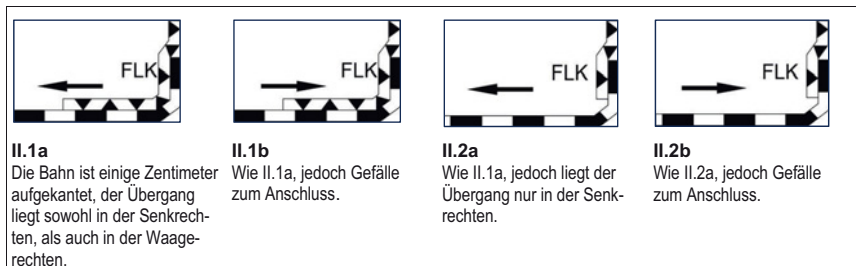 FLK
FLK
FLK
FLK
II.1a
Die Bahn ist einige Zentimeter
aufgekantet, der Übergang
liegt sowohl in der Senkrech-
ten, als auch in der Waage-
rechten.
II.1b
Wie II.1a, jedoch Gefälle
zum Anschluss.
II.2a
Wie II.1a, jedoch liegt der
Übergang nur in der Senk-
rechten.
II.2b
Wie II.2a, jedoch Gefälle
zum Anschluss.